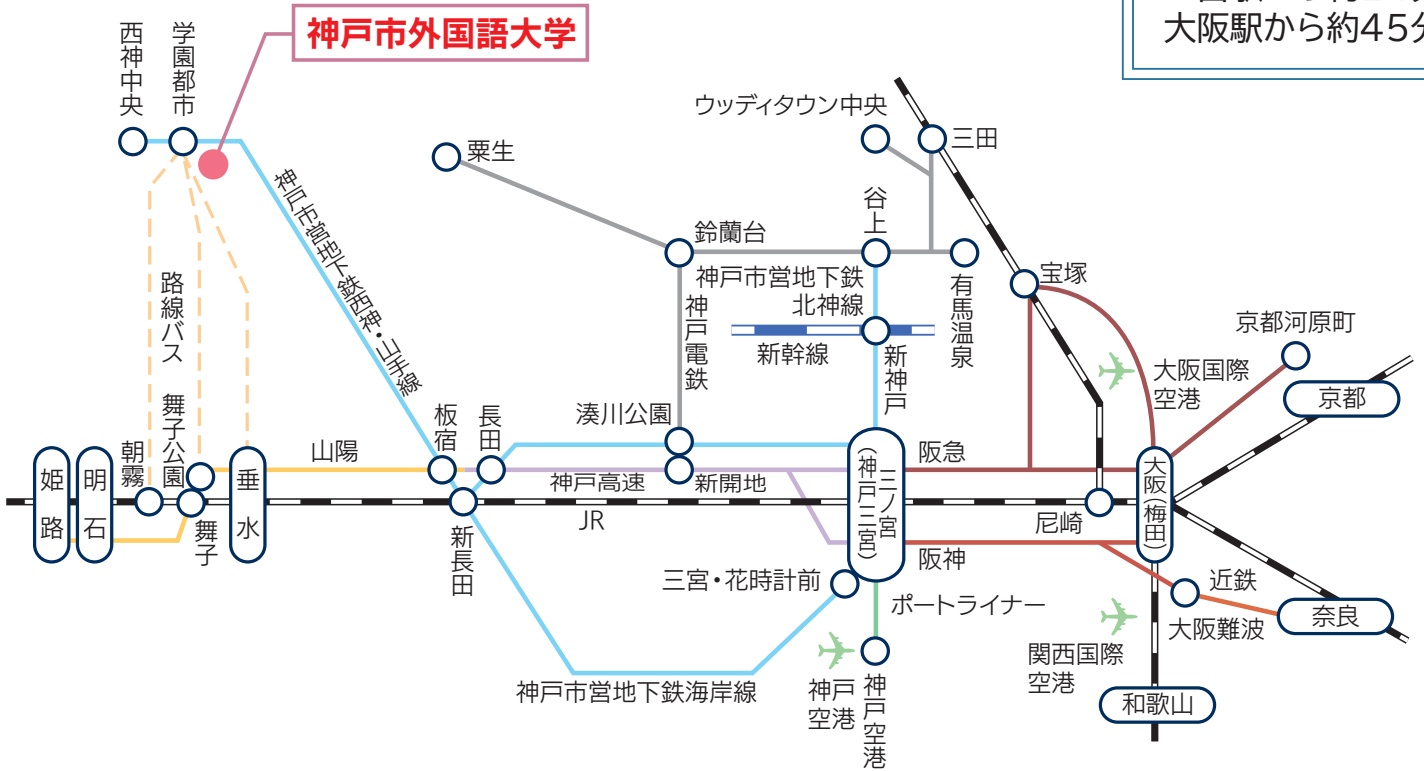 大阪駅から約45分
神戸市外国語大学
西神中央
学園都市
ウッディタウン中央
三田
粟生
谷上
鈴蘭台
神戸市営地下鉄
北神線
有馬温泉
宝塚
神戸市営地下鉄西神・山手線
路線バス
神戸電鉄
新幹線
新神戸
京都河原町
大阪国際
空港
京都
舞子公園
朝霧
板宿
長田
湊川公園
山陽
阪急
姫路
明石
垂水
三ノ宮
(神戸三宮)
大阪(梅田)
神戸高速
新開地
JR
尼崎
舞子
新長田
阪神
三宮・花時計前
ポートライナー
近鉄
大阪難波
奈良
関西国際
空港
神戸市営地下鉄海岸線
神戸
空港
神戸空港
和歌山